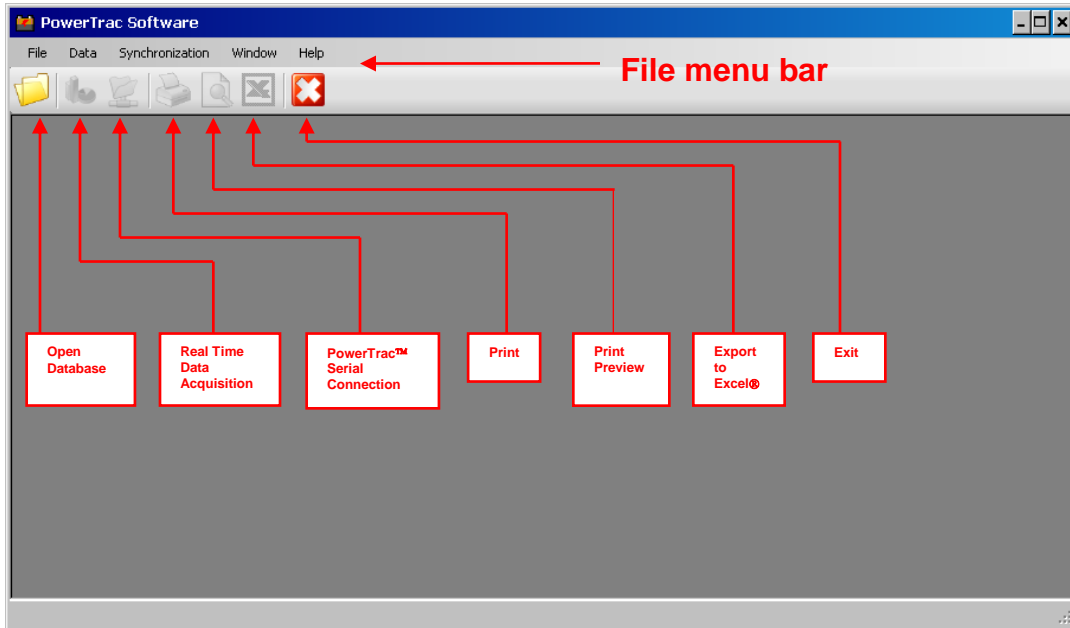 PowerTrac Software
File Data Synchronization Window Help
File menu bar
Open
Database
Real Time
Data
Acquisition
PowerTrac™
Serial
Connection
Print
Print
Preview
Export
to
Excel®
Exit